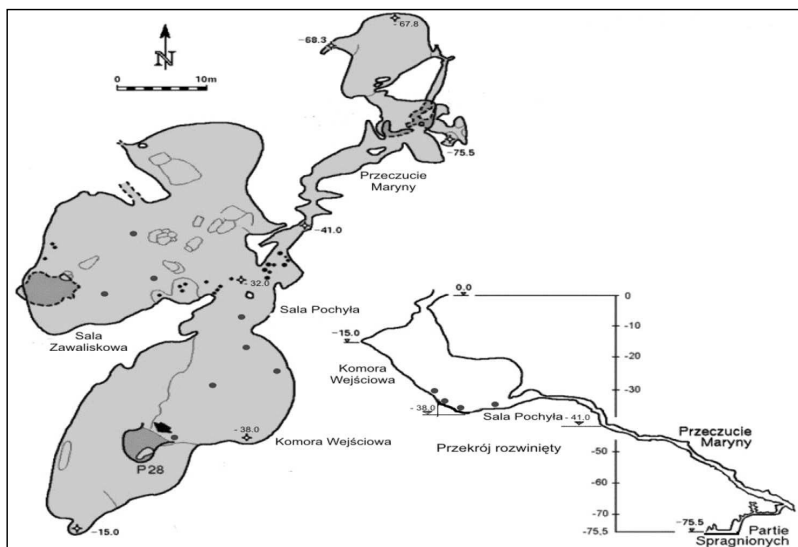 -68.3
-67.8
N
0 10m
-75.5
Przeczucie
Maryny
-41.0
-32.0
Sala Pochyła
Sala
Zawaliskowa
-38.0
Komora Wejściowa
P28
-15.0
0.0
0
-15.0
-10
-20
Komora
Wejściowa
-30
-38.0
Sala Pochyła
-41.0
Przekrój rozwinięty
Przeczucie
Maryny
-50
-60
-70
-75,5
-75.5
Partie
Spragnionych